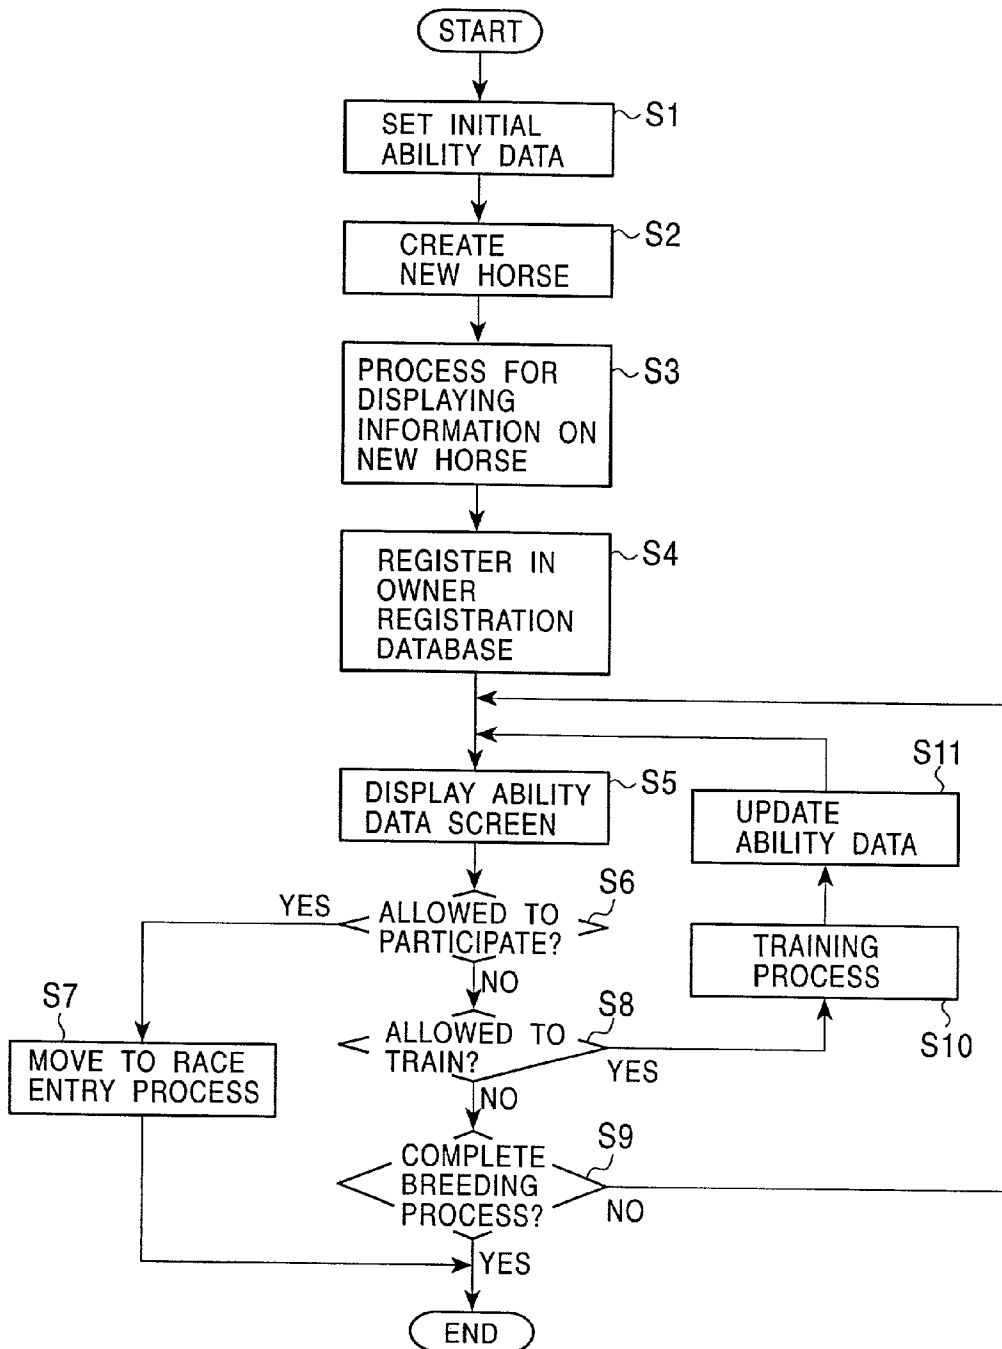 START
S1
SET INITIAL
ABILITY DATA
S2
CREATE
NEW HORSE
S3
PROCESS FOR
DISPLAYING
INFORMATION ON
NEW HORSE
S4
REGISTER IN
OWNER
REGISTRATION
DATABASE
S5
DISPLAY ABILITY
DATA SCREEN
S11
UPDATE
ABILITY DATA
S6
YES
ALLOWED TO
PARTICIPATE?
NO
TRAINING
PROCESS
S10
S7
MOVE TO RACE
ENTRY PROCESS
S8
ALLOWED TO
TRAIN?
YES
NO
S9
COMPLETE
BREEDING
PROCESS?
NO
YES
END